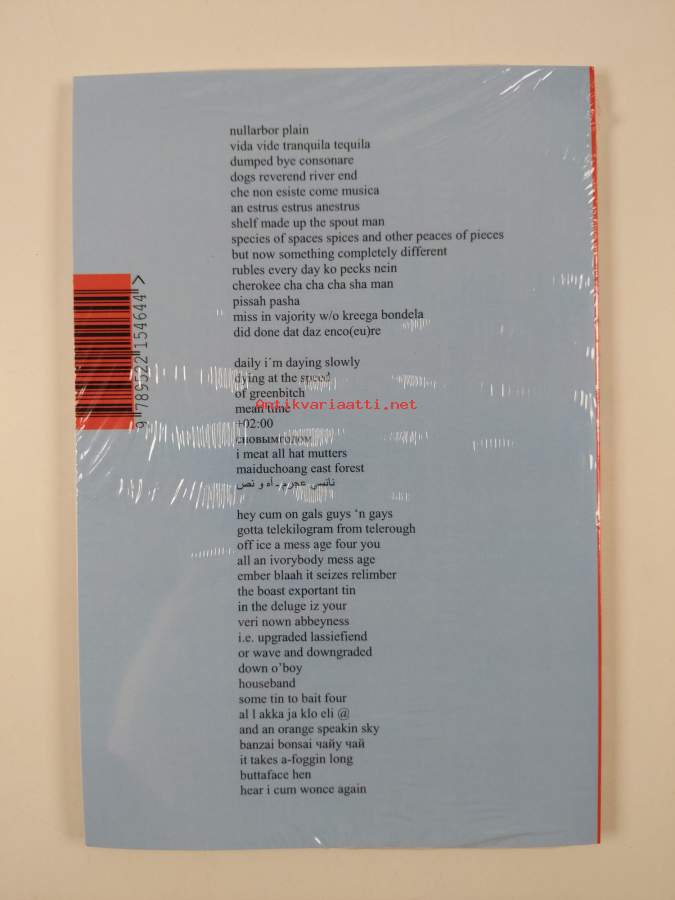 nullarbor plain
vida vide tranquila tequila
dumped bye consonare
dogs reverend river end
che non esiste come musica
an estrus estrus anestrus
shelf made up the spout man
species of spaces spices and other peaces of pieces
but now something completely different
rubles every day ko pecks nein
cherokee cha cha cha sha man
pissah pasha
miss in vajority w/o kreega bondela
did done dat daz enco(eu)re
daily i´m daying slowly
dying at the speed
of greenbitch
mean time
+02:00
сновымгодом
i meat all hat mutters
maiduchoang east forest
نانسي عجرم - آه و نص
hey cum on gals guys ‘n gays
gotta telekilogram from telerough
off ice a mess age four you
all an ivorybody mess age
ember blaah it seizes relimber
the boast exportant tin
in the deluge iz your
veri nown abbeyness
i.e. upgraded lassiefiend
or wave and downgraded
down o’boy
houseband
some tin to bait four
al l akka ja klo eli @
and an orange speakin sky
banzai bonsai чайу чай
it takes a-foggin long
buttaface hen
hear i cum wonce again
9 789522 154644 >
Antikvariaatti.net